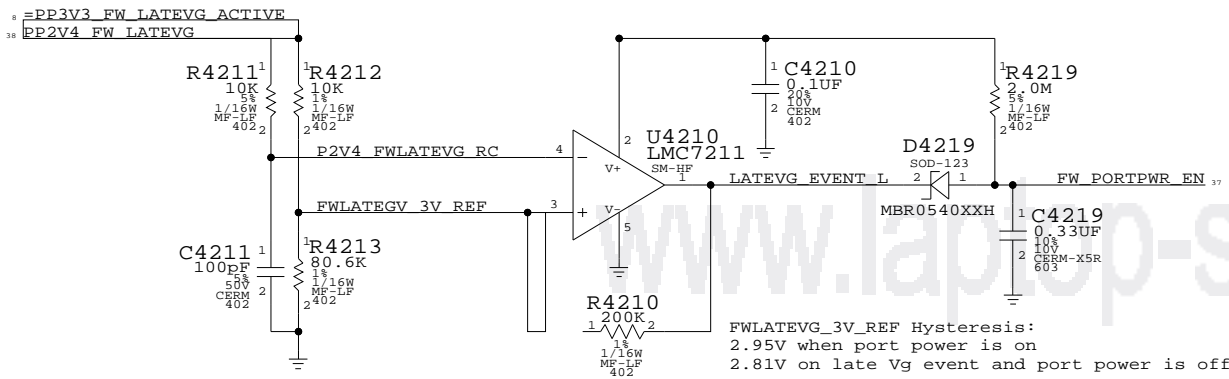 8 =PP3V3_FW_LATEVG_ACTIVE
38 PP2V4_FW_LATEVG
R4211
10K
5%
1/16W
MF-LF
402
1
2
R4212
10K
1%
1/16W
MF-LF
402
1
2
C4210
0.1UF
20%
10V
CERM
402
1
2
R4219
2.0M
5%
1/16W
MF-LF
402
1
2
P2V4_FWLATEVG_RC
4
U4210
LMC7211
SM-HF
2
V+
1
LATEVG_EVENT_L
D4219
SOD-123
2
1
MBR0540XXH
FW_PORTPWR_EN 37
FWLATEGV_3V_REF
3
V-
5
C4211
100pF
5%
50V
CERM
402
1
2
R4213
80.6K
1%
1/16W
MF-LF
402
1
2
C4219
0.33UF
10%
10V
CERM-X5R
603
1
2
www.laptop-s
R4210
200K
1
2
1%
1/16W
MF-LF
402
FWLATEVG_3V_REF Hysteresis:
2.95V when port power is on
2.81V on late Vg event and port power is off